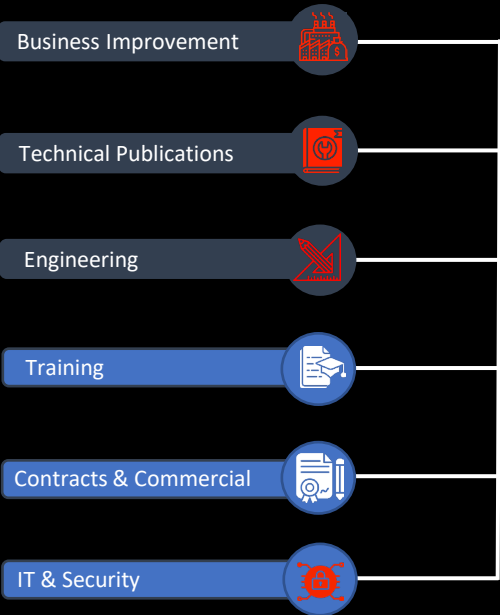 Business Improvement
Technical Publications
Engineering
Training
Contracts & Commercial
IT & Security